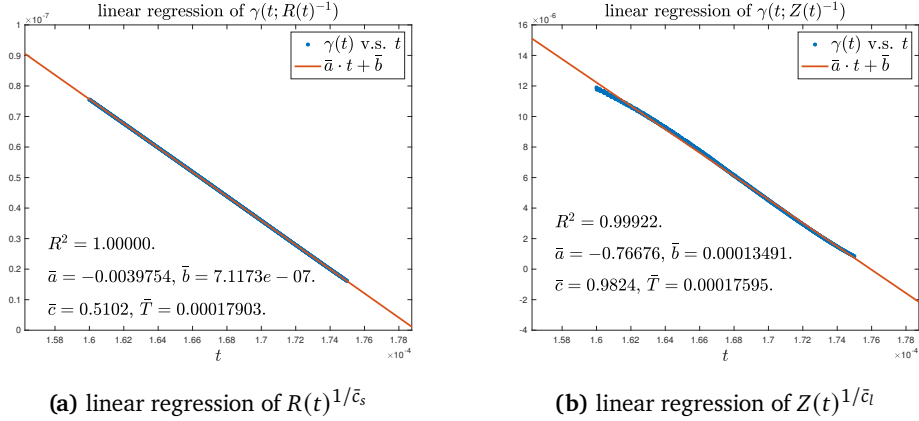 linear regression of γ(t; R(t)⁻¹)
×10⁻⁷
1
0.9
0.8
0.7
0.6
0.5
0.4
0.3
0.2
0.1
0
γ(t) v.s. t
ā · t + b̄
R² = 1.00000.
ā = −0.0039754, b̄ = 7.1173e − 07.
c̄ = 0.5102, T̄ = 0.00017903.
1.58 1.6 1.62 1.64 1.66 1.68 1.7 1.72 1.74 1.76 1.78
×10⁻⁴
t
(a) linear regression of R(t)^{1/c̄_s}
linear regression of γ(t; Z(t)⁻¹)
×10⁻⁶
16
14
12
10
8
6
4
2
0
-2
-4
γ(t) v.s. t
ā · t + b̄
R² = 0.99922.
ā = −0.76676, b̄ = 0.00013491.
c̄ = 0.9824, T̄ = 0.00017595.
1.58 1.6 1.62 1.64 1.66 1.68 1.7 1.72 1.74 1.76 1.78
×10⁻⁴
t
(b) linear regression of Z(t)^{1/c̄_l}